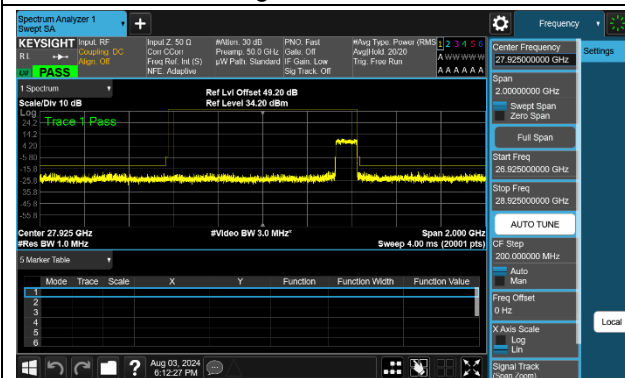 Spectrum Analyzer 1
Swept SA
+
Frequency
KEYSIGHT Input: RF
R L
Coupling: DC
Align: Off
LXI PASS
Input Z: 50 Ω
Corr CCorr
Freq Ref: Int (S)
NFE: Adaptive
#Atten: 30 dB
Preamp: 50.0 GHz
µW Path: Standard
PNO: Fast
Gate: Off
IF Gain: Low
Sig Track: Off
#Avg Type: Power (RMS
Avg|Hold: 20/20
Trig: Free Run
1 2 3 4 5 6
A W W W W W
A A A A A A
1 Spectrum
Scale/Div 10 dB
Ref Lvl Offset 49.20 dB
Ref Level 34.20 dBm
Log
Trace 1 Pass
24.2
14.2
4.20
-5.80
-15.8
-25.8
-35.8
-45.8
-55.8
Center 27.925 GHz
#Video BW 3.0 MHz*
Span 2.000 GHz
#Res BW 1.0 MHz
Sweep 4.00 ms (20001 pts)
5 Marker Table
Mode Trace Scale X Y Function Function Width Function Value
1
2
3
4
5
6
Center Frequency
27.925000000 GHz
Settings
Span
2.00000000 GHz
Swept Span
Zero Span
Full Span
Start Freq
26.925000000 GHz
Stop Freq
28.925000000 GHz
AUTO TUNE
CF Step
200.000000 MHz
Auto
Man
Freq Offset
0 Hz
X Axis Scale
Log
Lin
Local
Signal Track
(Span Zoom)
?
Aug 03, 2024
6:12:27 PM